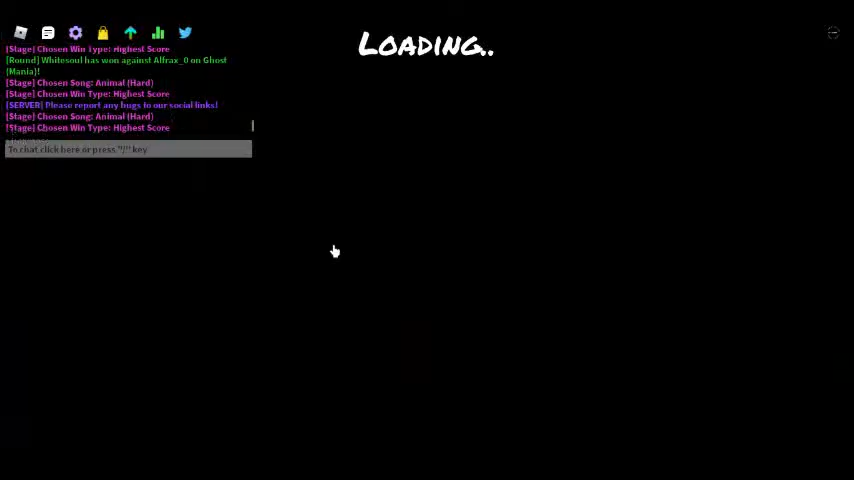 Loading..
[Stage] Chosen Win Type: Highest Score
[Round] Whitesoul has won against Alfrax_0 on Ghost
(Mania)!
[Stage] Chosen Song: Animal (Hard)
[Stage] Chosen Win Type: Highest Score
[SERVER] Please report any bugs to our social links!
[Stage] Chosen Song: Animal (Hard)
[Stage] Chosen Win Type: Highest Score
To chat click here or press "/" key